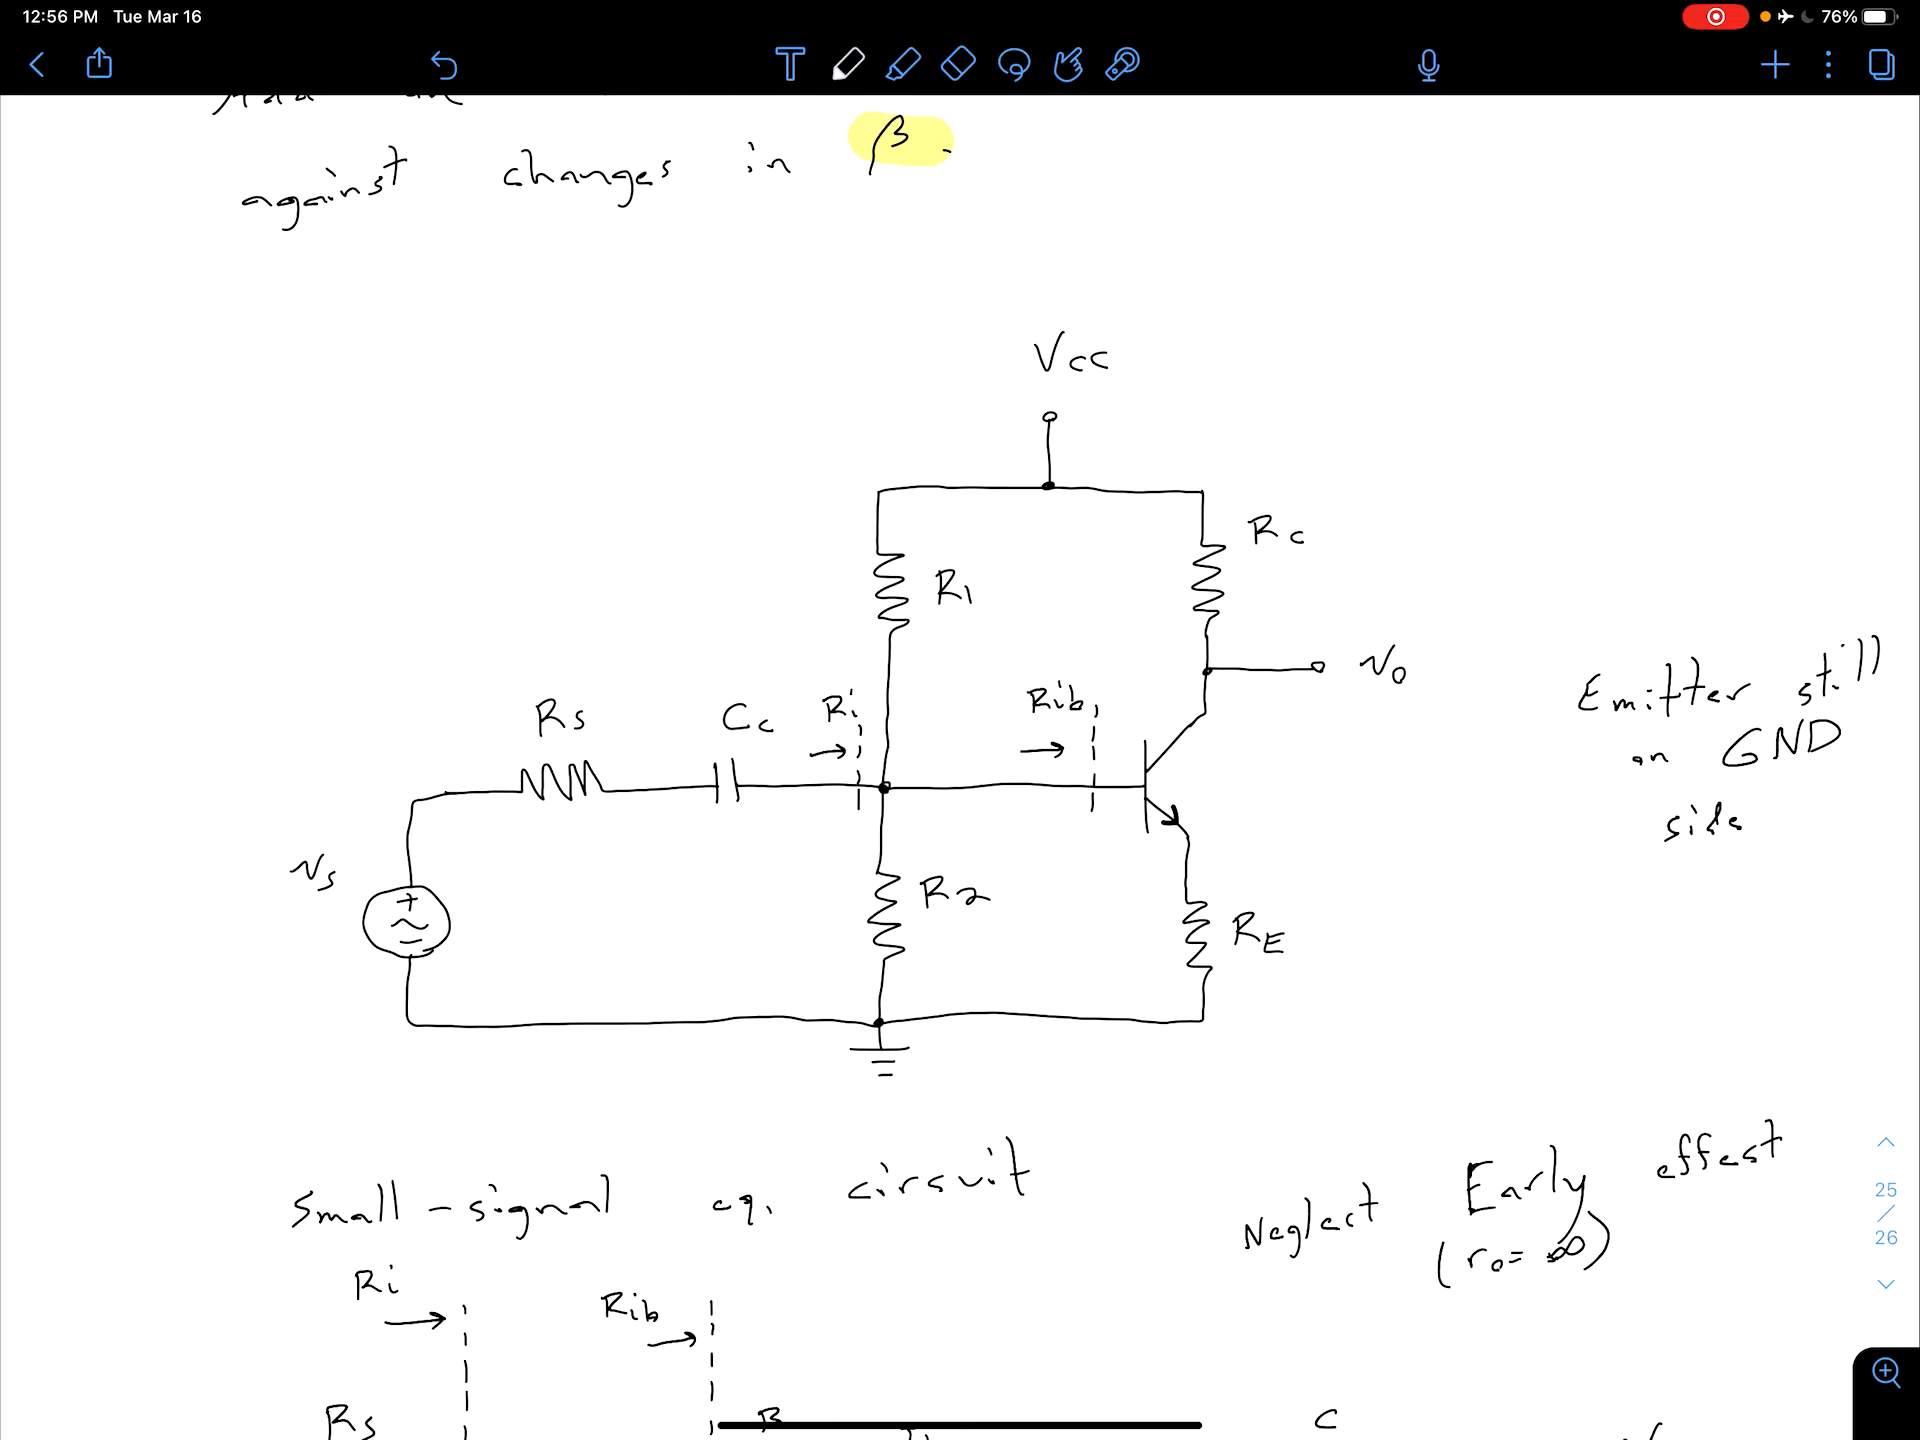 12:56 PM Tue Mar 16
76%
against changes in β.
Vcc
Rc
R1
vo
Rs
Cc
Ri
Rib
Emitter still
on GND
side
vs
+
R2
RE
Small-signal eq. circuit
Neglect Early effect
(ro = ∞)
25
/
26
Ri
Rib
Rs
B
C